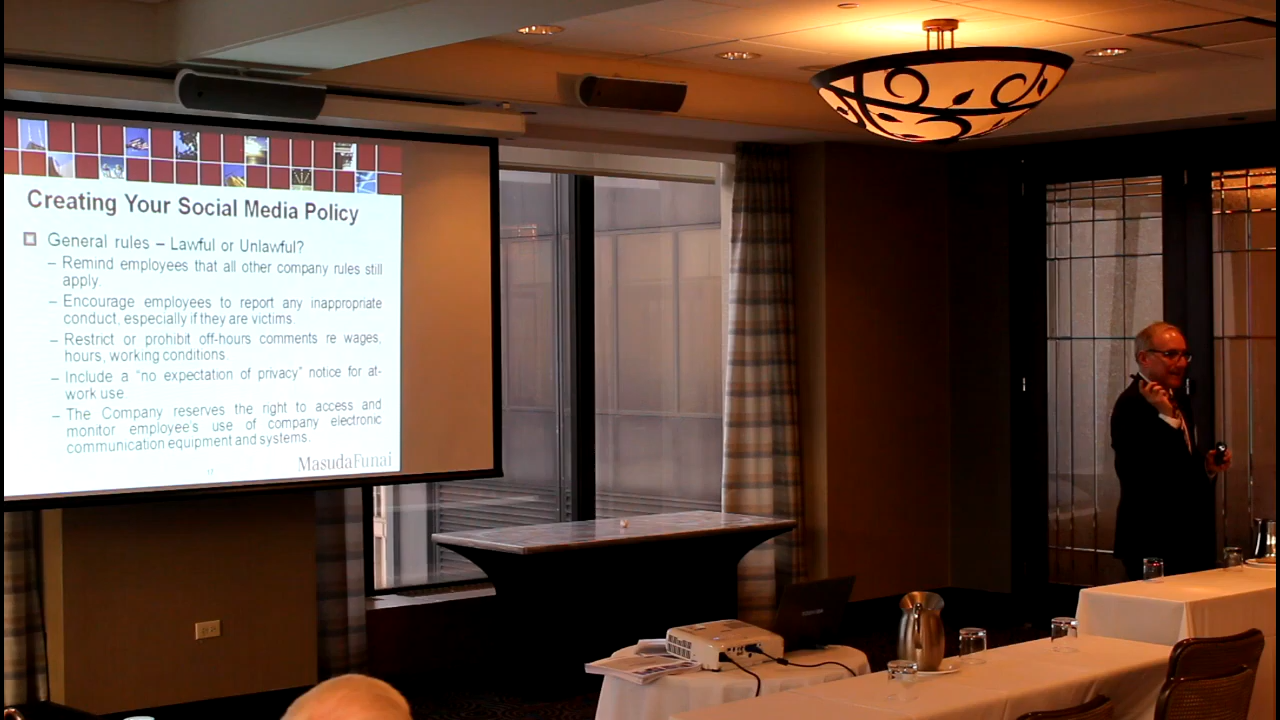 Creating Your Social Media Policy
General rules – Lawful or Unlawful?
– Remind employees that all other company rules still
apply.
– Encourage employees to report any inappropriate
conduct, especially if they are victims.
– Restrict or prohibit off-hours comments re wages,
hours, working conditions.
– Include a “no expectation of privacy” notice for at-
work use.
– The Company reserves the right to access and
monitor employee's use of company electronic
communication equipment and systems.
MasudaFunai